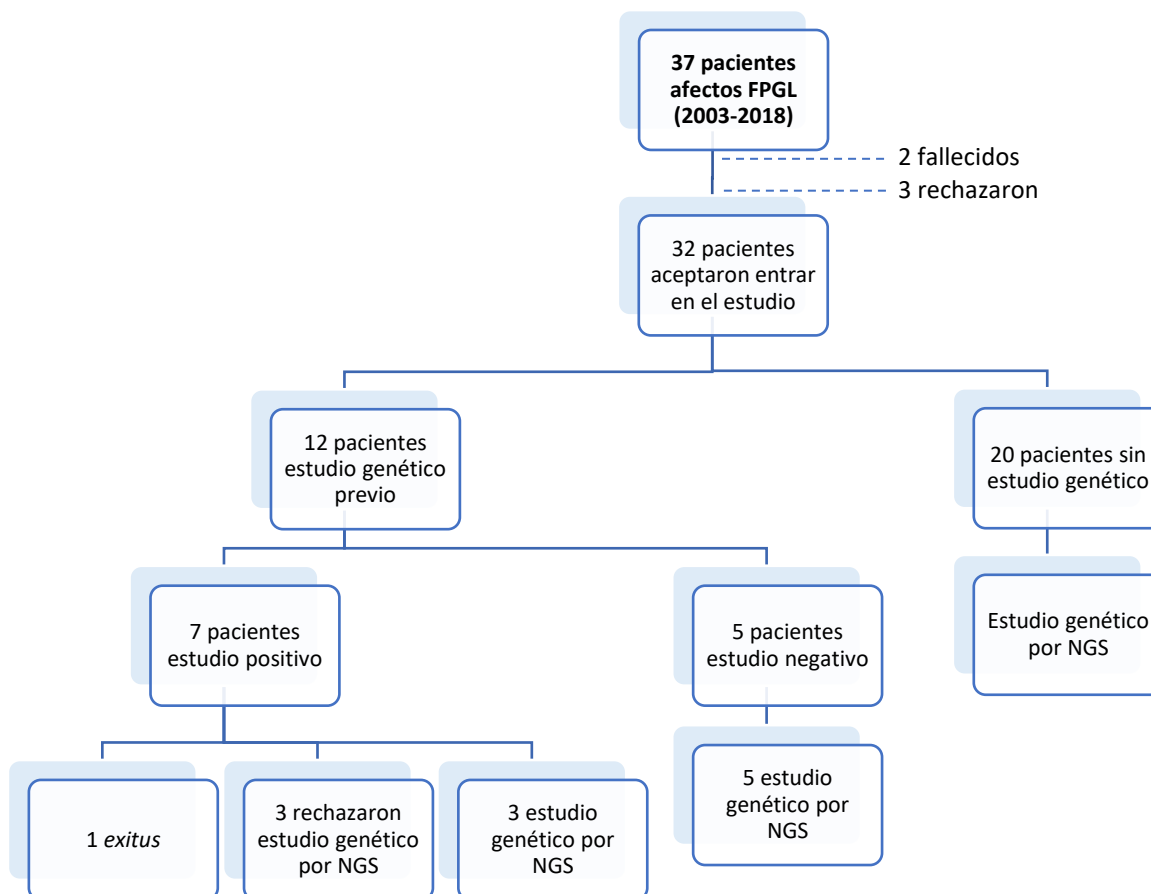 37 pacientes
afectos FPGL
(2003-2018)
2 fallecidos
3 rechazaron
32 pacientes
aceptaron entrar
en el estudio
12 pacientes
estudio genético
previo
20 pacientes sin
estudio genético
7 pacientes
estudio positivo
5 pacientes
estudio negativo
Estudio genético
por NGS
1 exitus
3 rechazaron
estudio genético
por NGS
3 estudio
genético por
NGS
5 estudio
genético por
NGS